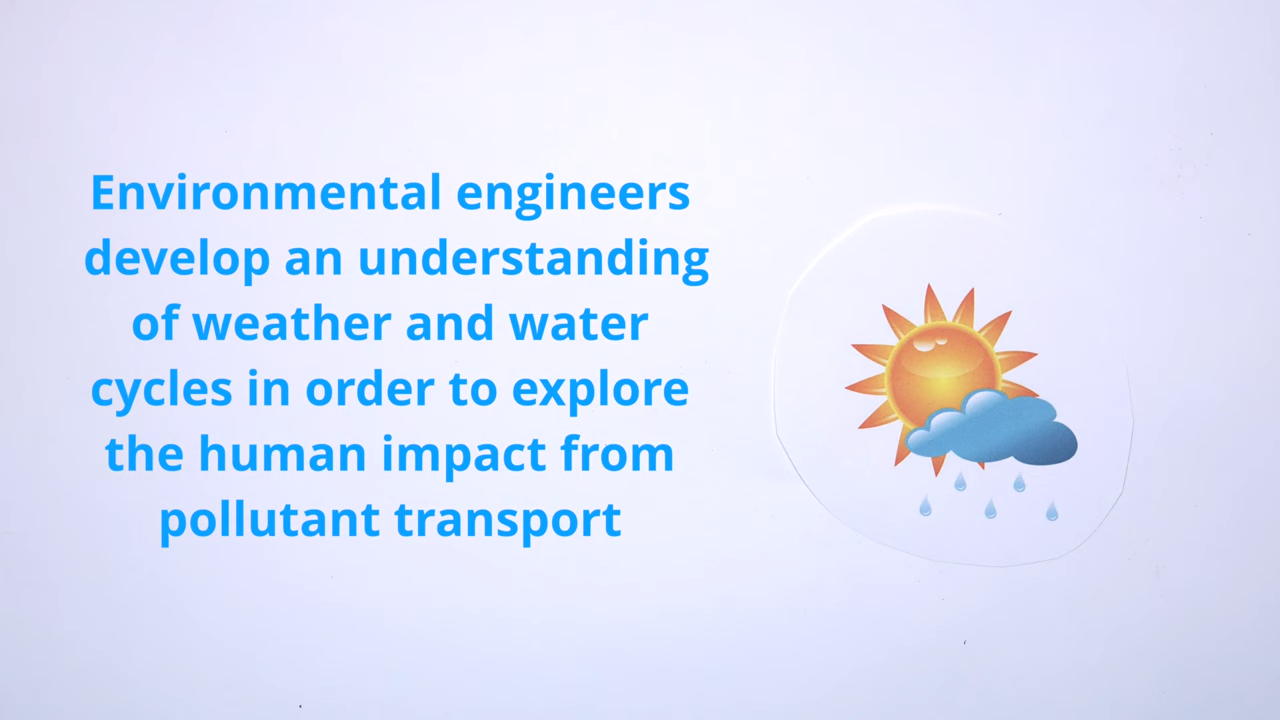 Environmental engineers
develop an understanding
of weather and water
cycles in order to explore
the human impact from
pollutant transport